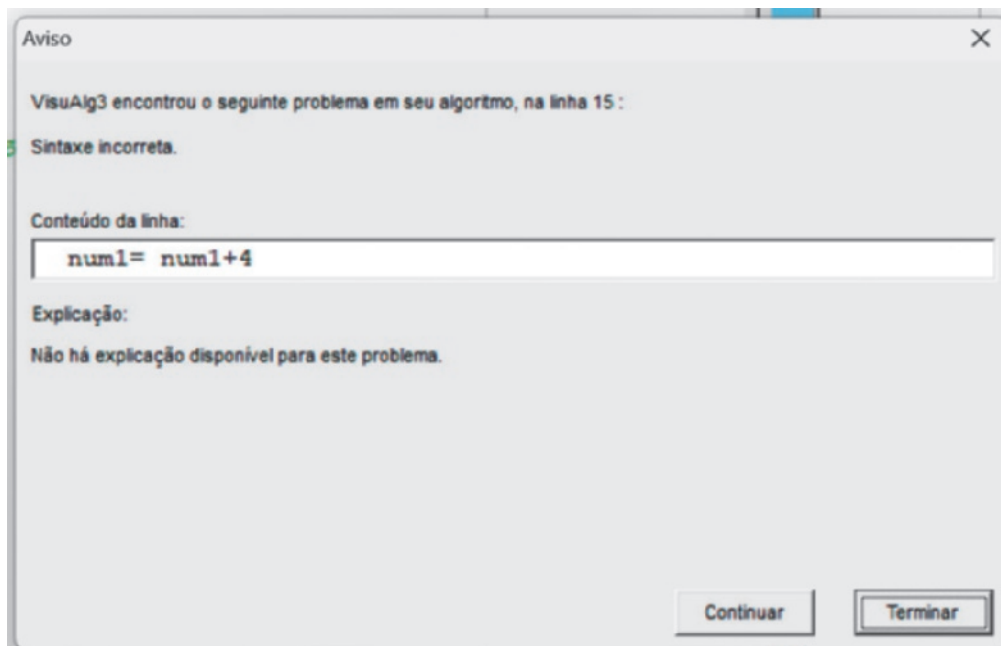 Aviso
VisuAlg3 encontrou o seguinte problema em seu algoritmo, na linha 15 :
Sintaxe incorreta.
Conteúdo da linha:
num1= num1+4
Explicação:
Não há explicação disponível para este problema.
Continuar
Terminar